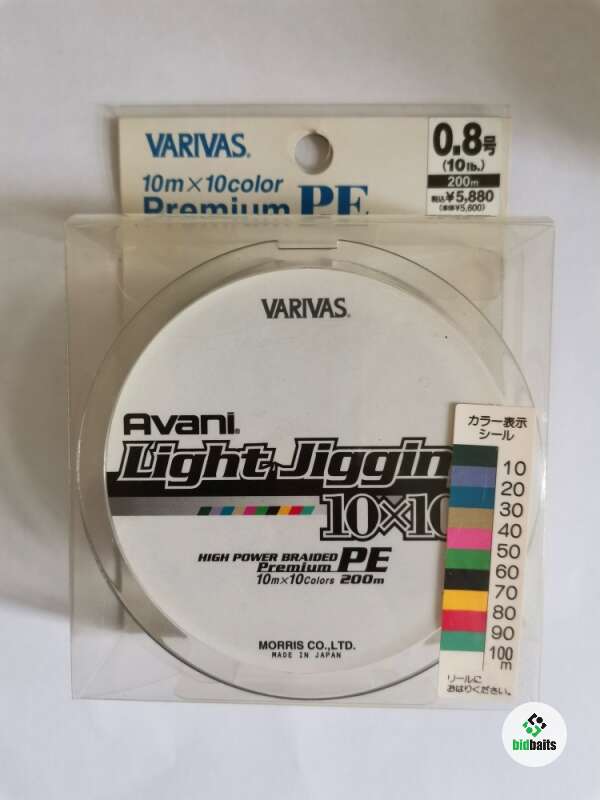 VARIVAS®
10m×10color
Premium PE
0.8号
(10lb.)
200m
税込¥5,880
(本体¥5,600)
VARIVAS®
Avani®
Light Jiggin
10×10
HIGH POWER BRAIDED
Premium PE
10m×10Colors 200m
MORRIS CO.,LTD.
MADE IN JAPAN
カラー表示
シール
10
20
30
40
50
60
70
80
90
100
m
リールに
おはりください。
bidbaits